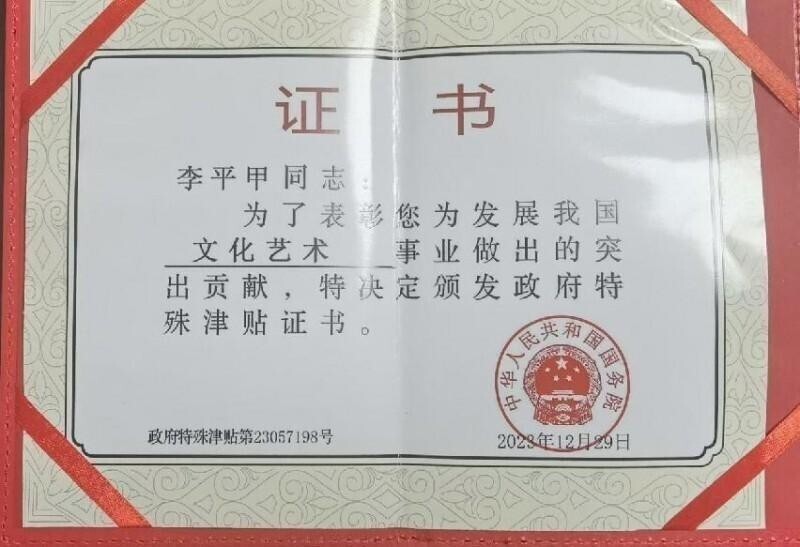 证书
李平甲同志：
为了表彰您为发展我国
文化艺术 事业做出的突
出贡献，特决定颁发政府特
殊津贴证书。
中华人民共和国国务院
政府特殊津贴第23057198号
2023年12月29日